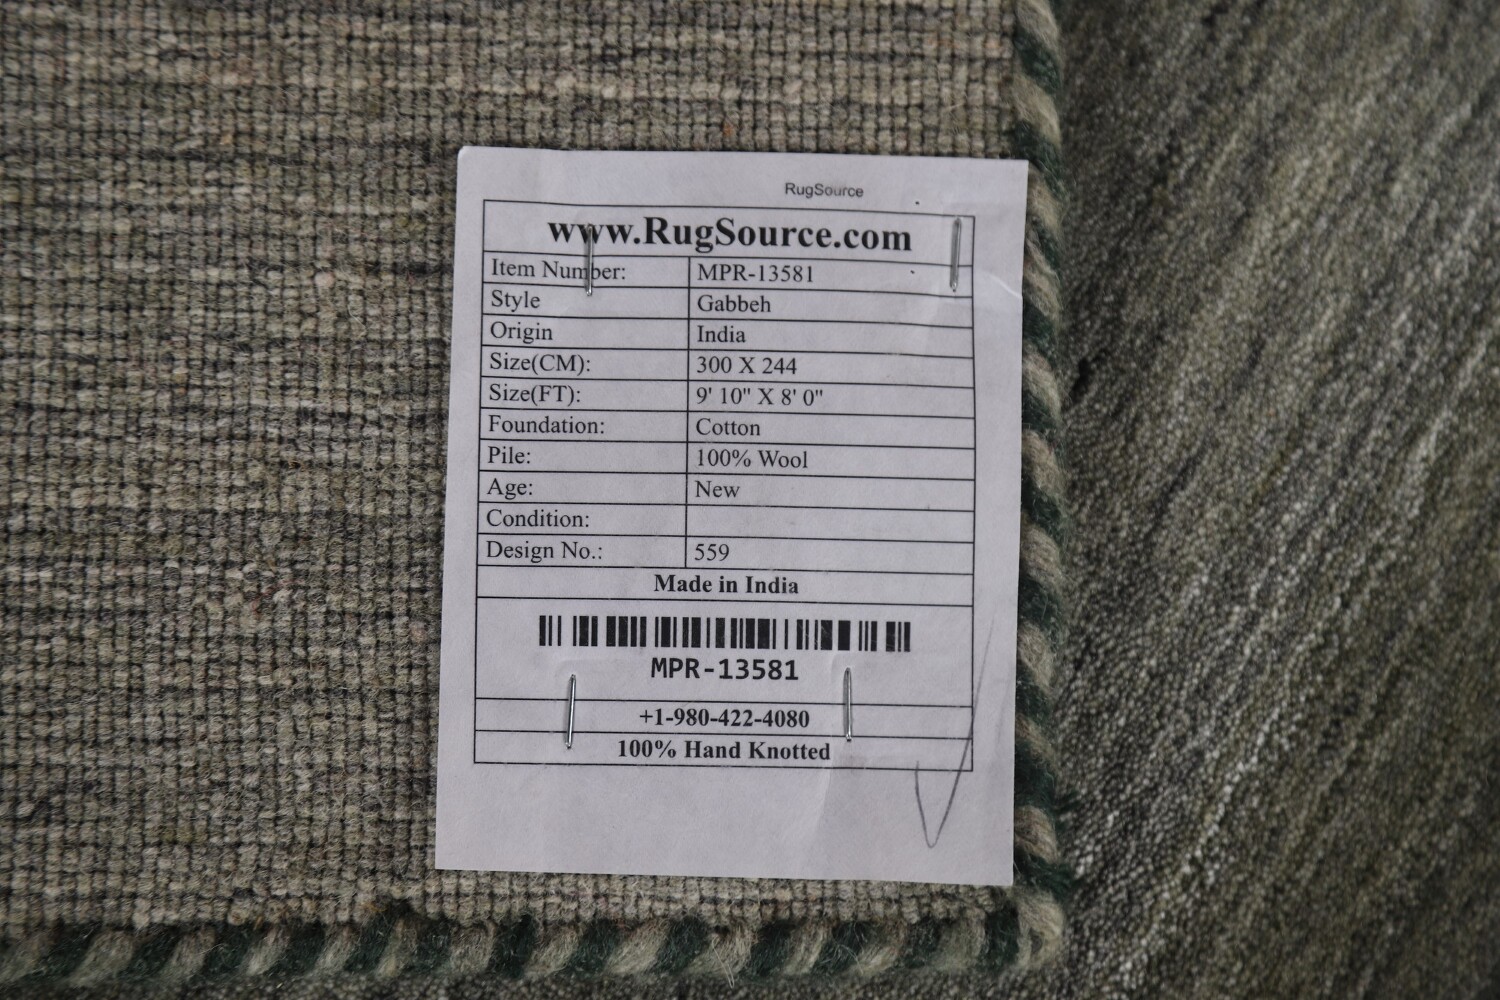 RugSource
www.RugSource.com
Item Number: MPR-13581
Style Gabbeh
Origin India
Size(CM): 300 X 244
Size(FT): 9' 10" X 8' 0"
Foundation: Cotton
Pile: 100% Wool
Age: New
Condition:
Design No.: 559
Made in India
MPR-13581
+1-980-422-4080
100% Hand Knotted